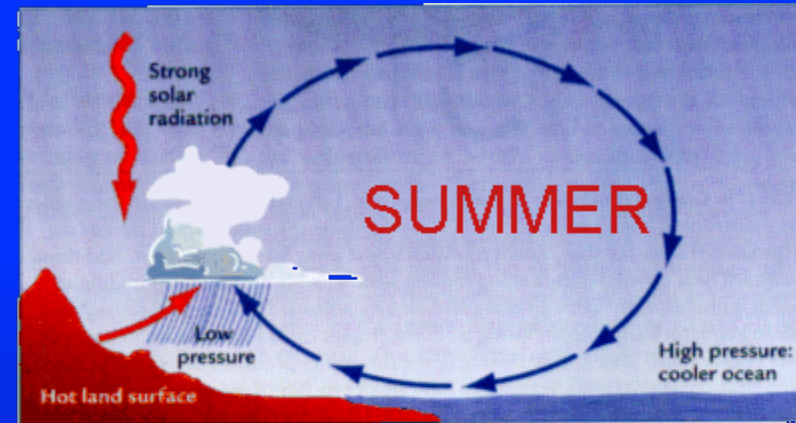 Strong
solar
radiation
SUMMER
Low
pressure
High pressure:
cooler ocean
Hot land surface